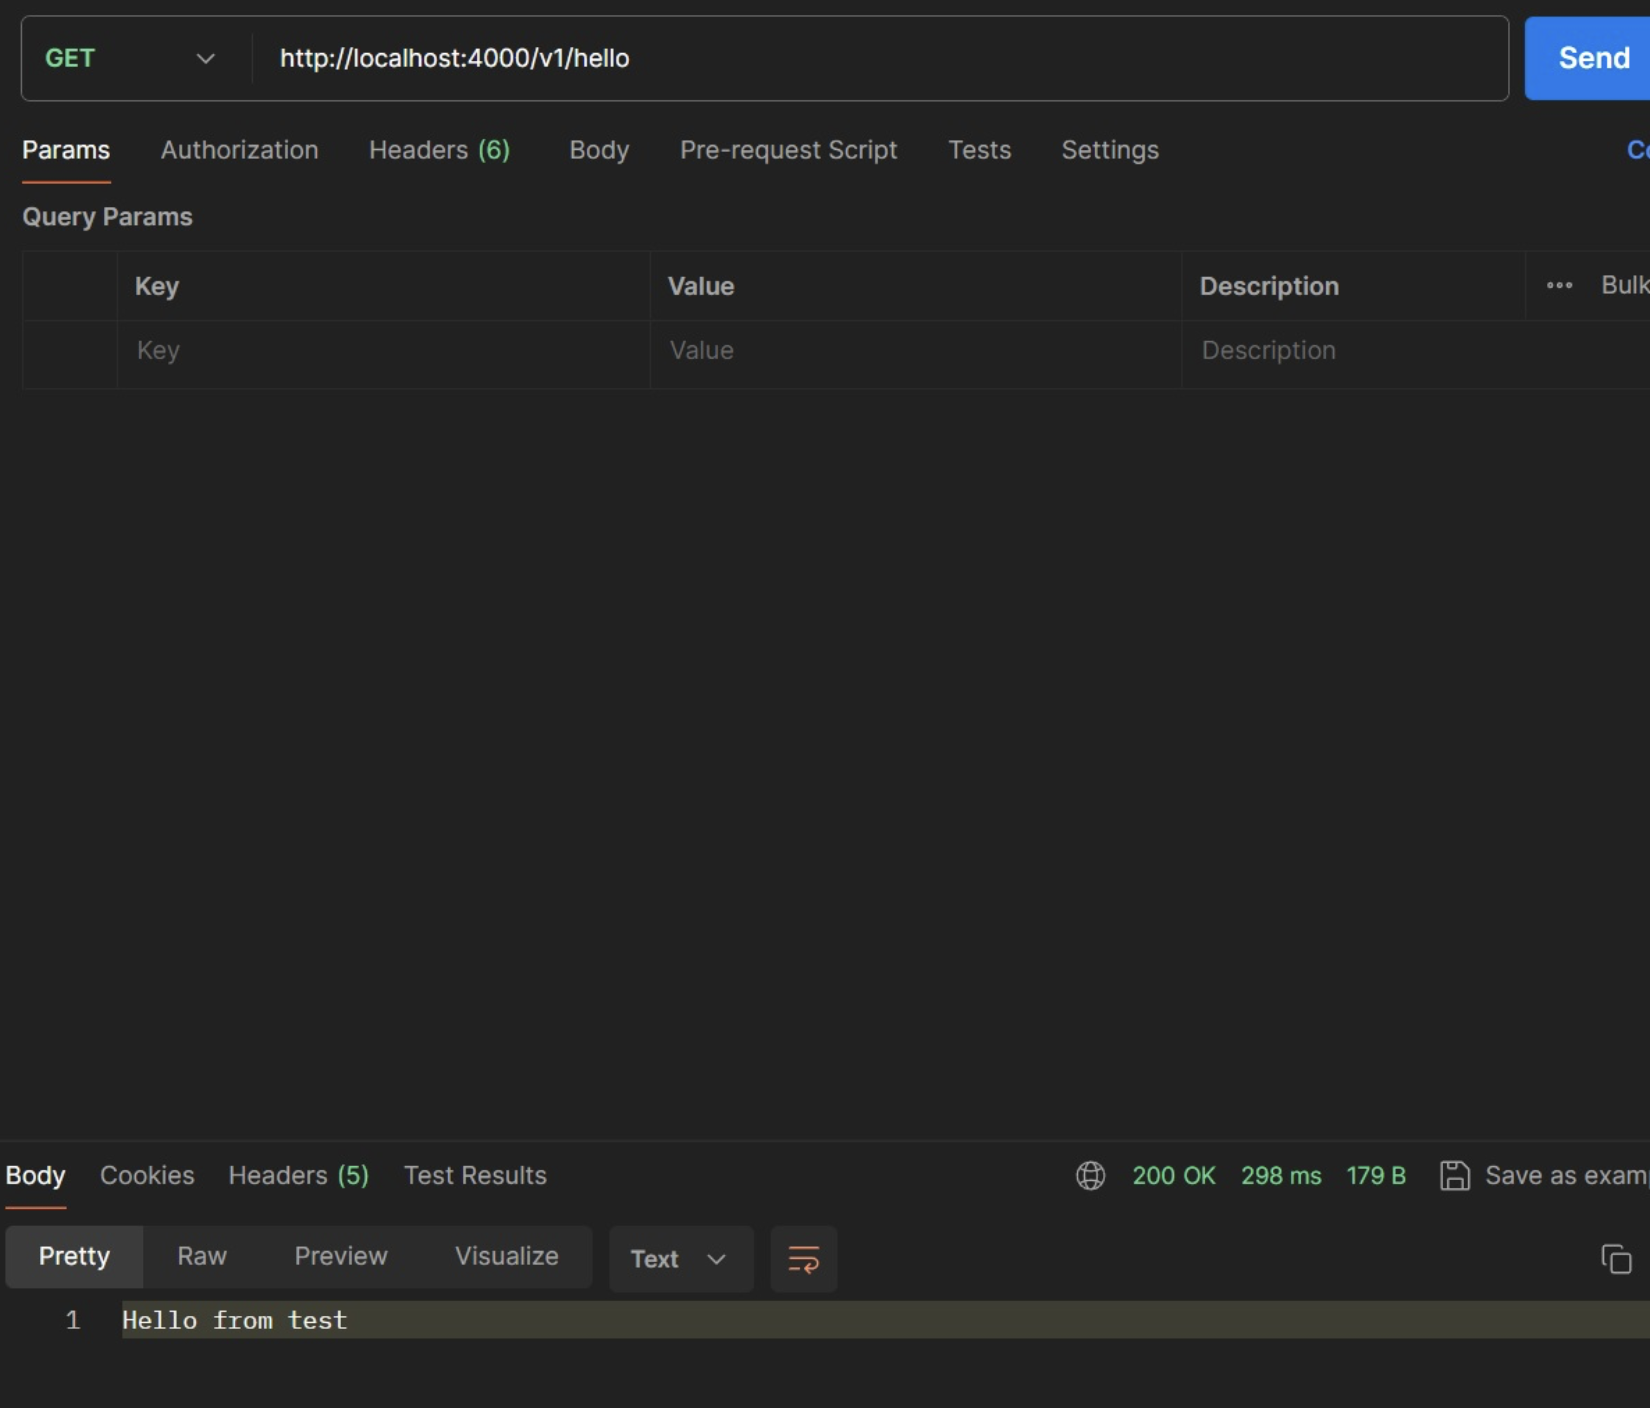 GET http://localhost:4000/v1/hello Send
Params Authorization Headers (6) Body Pre-request Script Tests Settings
Query Params
Key Value Description Bulk
Key Value Description
Body Cookies Headers (5) Test Results 200 OK 298 ms 179 B Save as
Pretty Raw Preview Visualize Text
1 Hello from test